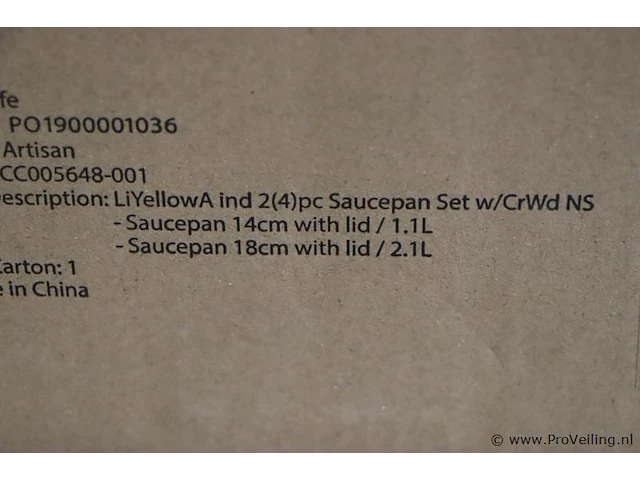 fe
PO1900001036
Artisan
CC005648-001
escription: LiYellowA ind 2(4)pc Saucepan Set w/CrWd NS
- Saucepan 14cm with lid / 1.1L
- Saucepan 18cm with lid / 2.1L
arton: 1
e in China
© www.ProVeiling.nl